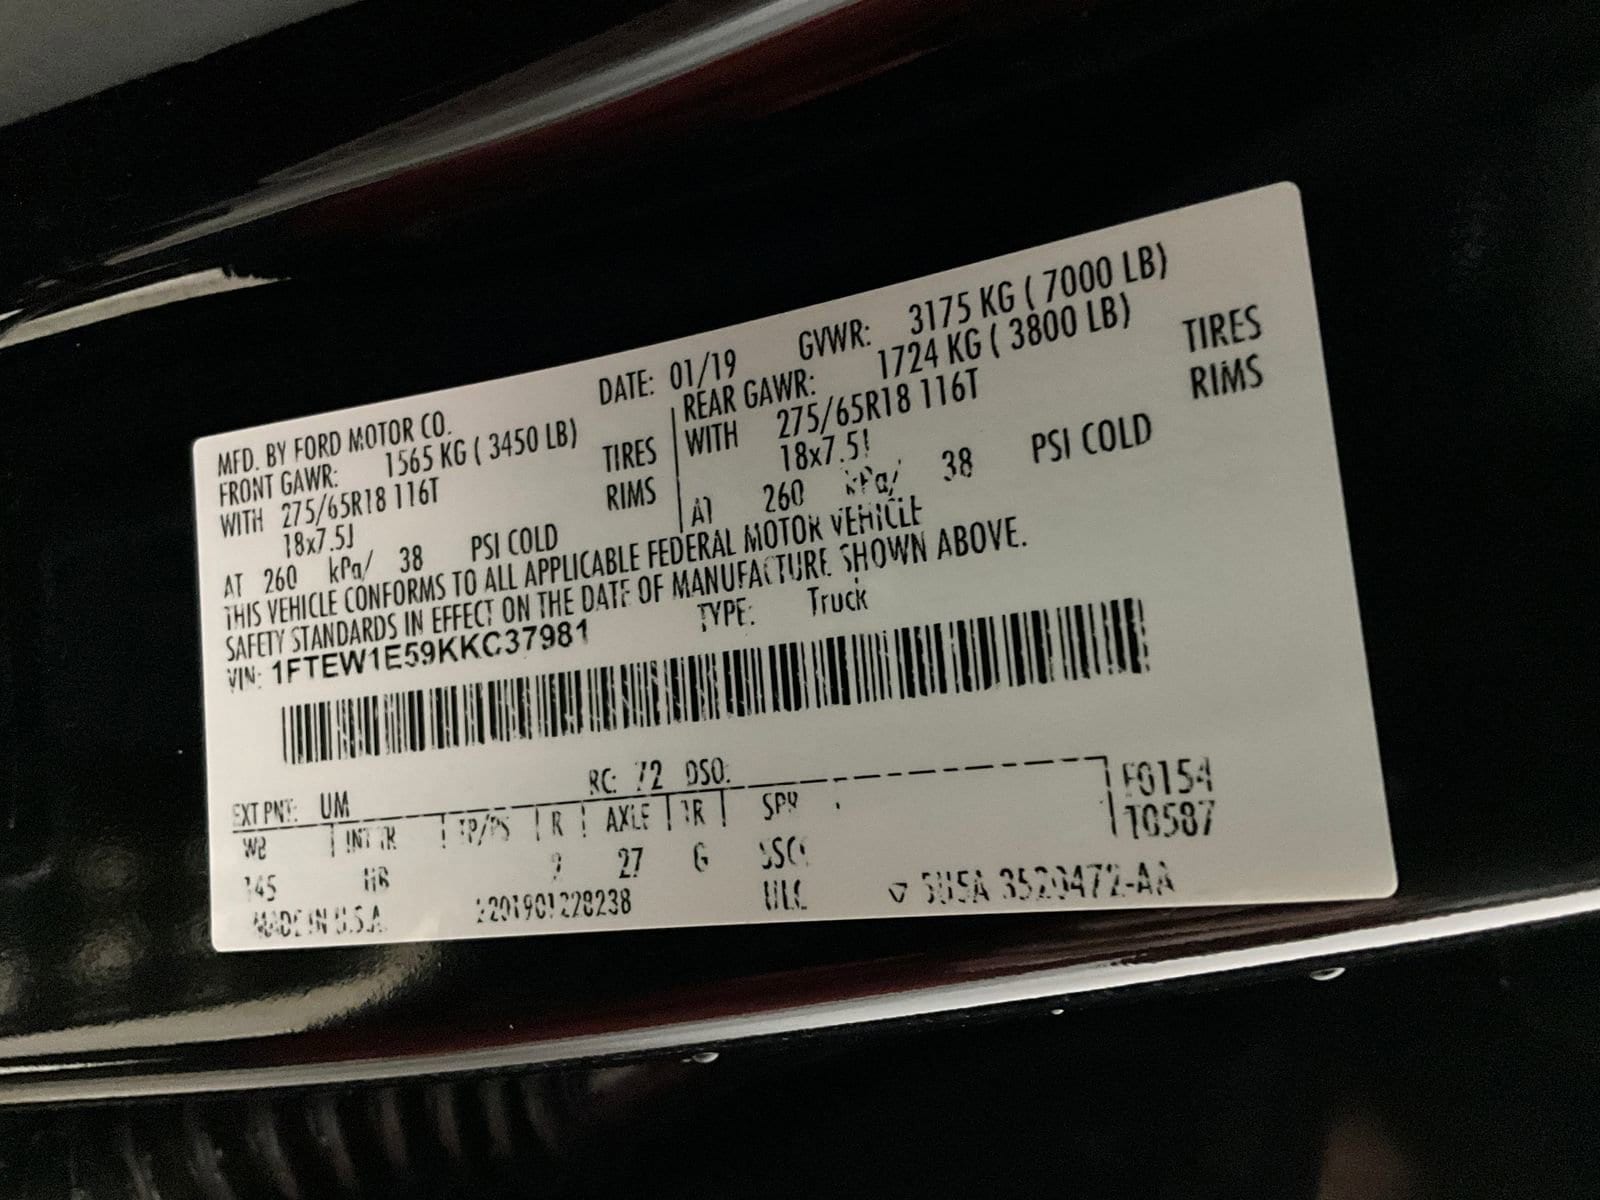 MFD. BY FORD MOTOR CO. DATE: 01/19 GVWR: 3175 KG ( 7000 LB)
FRONT GAWR: 1565 KG ( 3450 LB) REAR GAWR: 1724 KG ( 3800 LB)
WITH 275/65R18 116T TIRES WITH 275/65R18 116T TIRES
18x7.5J RIMS 18x7.5J RIMS
AT 260 kPa/ 38 PSI COLD AT 260 kPa/ 38 PSI COLD
THIS VEHICLE CONFORMS TO ALL APPLICABLE FEDERAL MOTOR VEHICLE
SAFETY STANDARDS IN EFFECT ON THE DATE OF MANUFACTURE SHOWN ABOVE.
VIN: 1FTEW1E59KKC37981 TYPE: Truck
EXT PNT: UM RC: 72 DSO: F0154
WB INT TR TP/PS R AXLE TR SPR T0587
145 27 G
MADE IN U.S.A. 201901228238 ULC 5U5A 3520472-AA